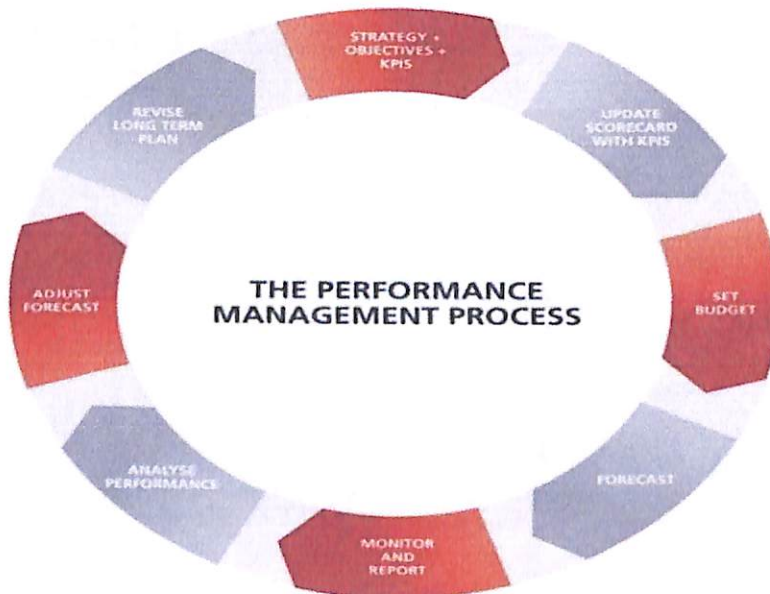 STRATEGY +
OBJECTIVES +
KPIS
UPDATE
SCORECARD
WITH KPIS
SET
BUDGET
FORECAST
MONITOR
AND
REPORT
ANALYSE
PERFORMANCE
ADJUST
FORECAST
REVISE
LONG TERM
PLAN
THE PERFORMANCE
MANAGEMENT PROCESS